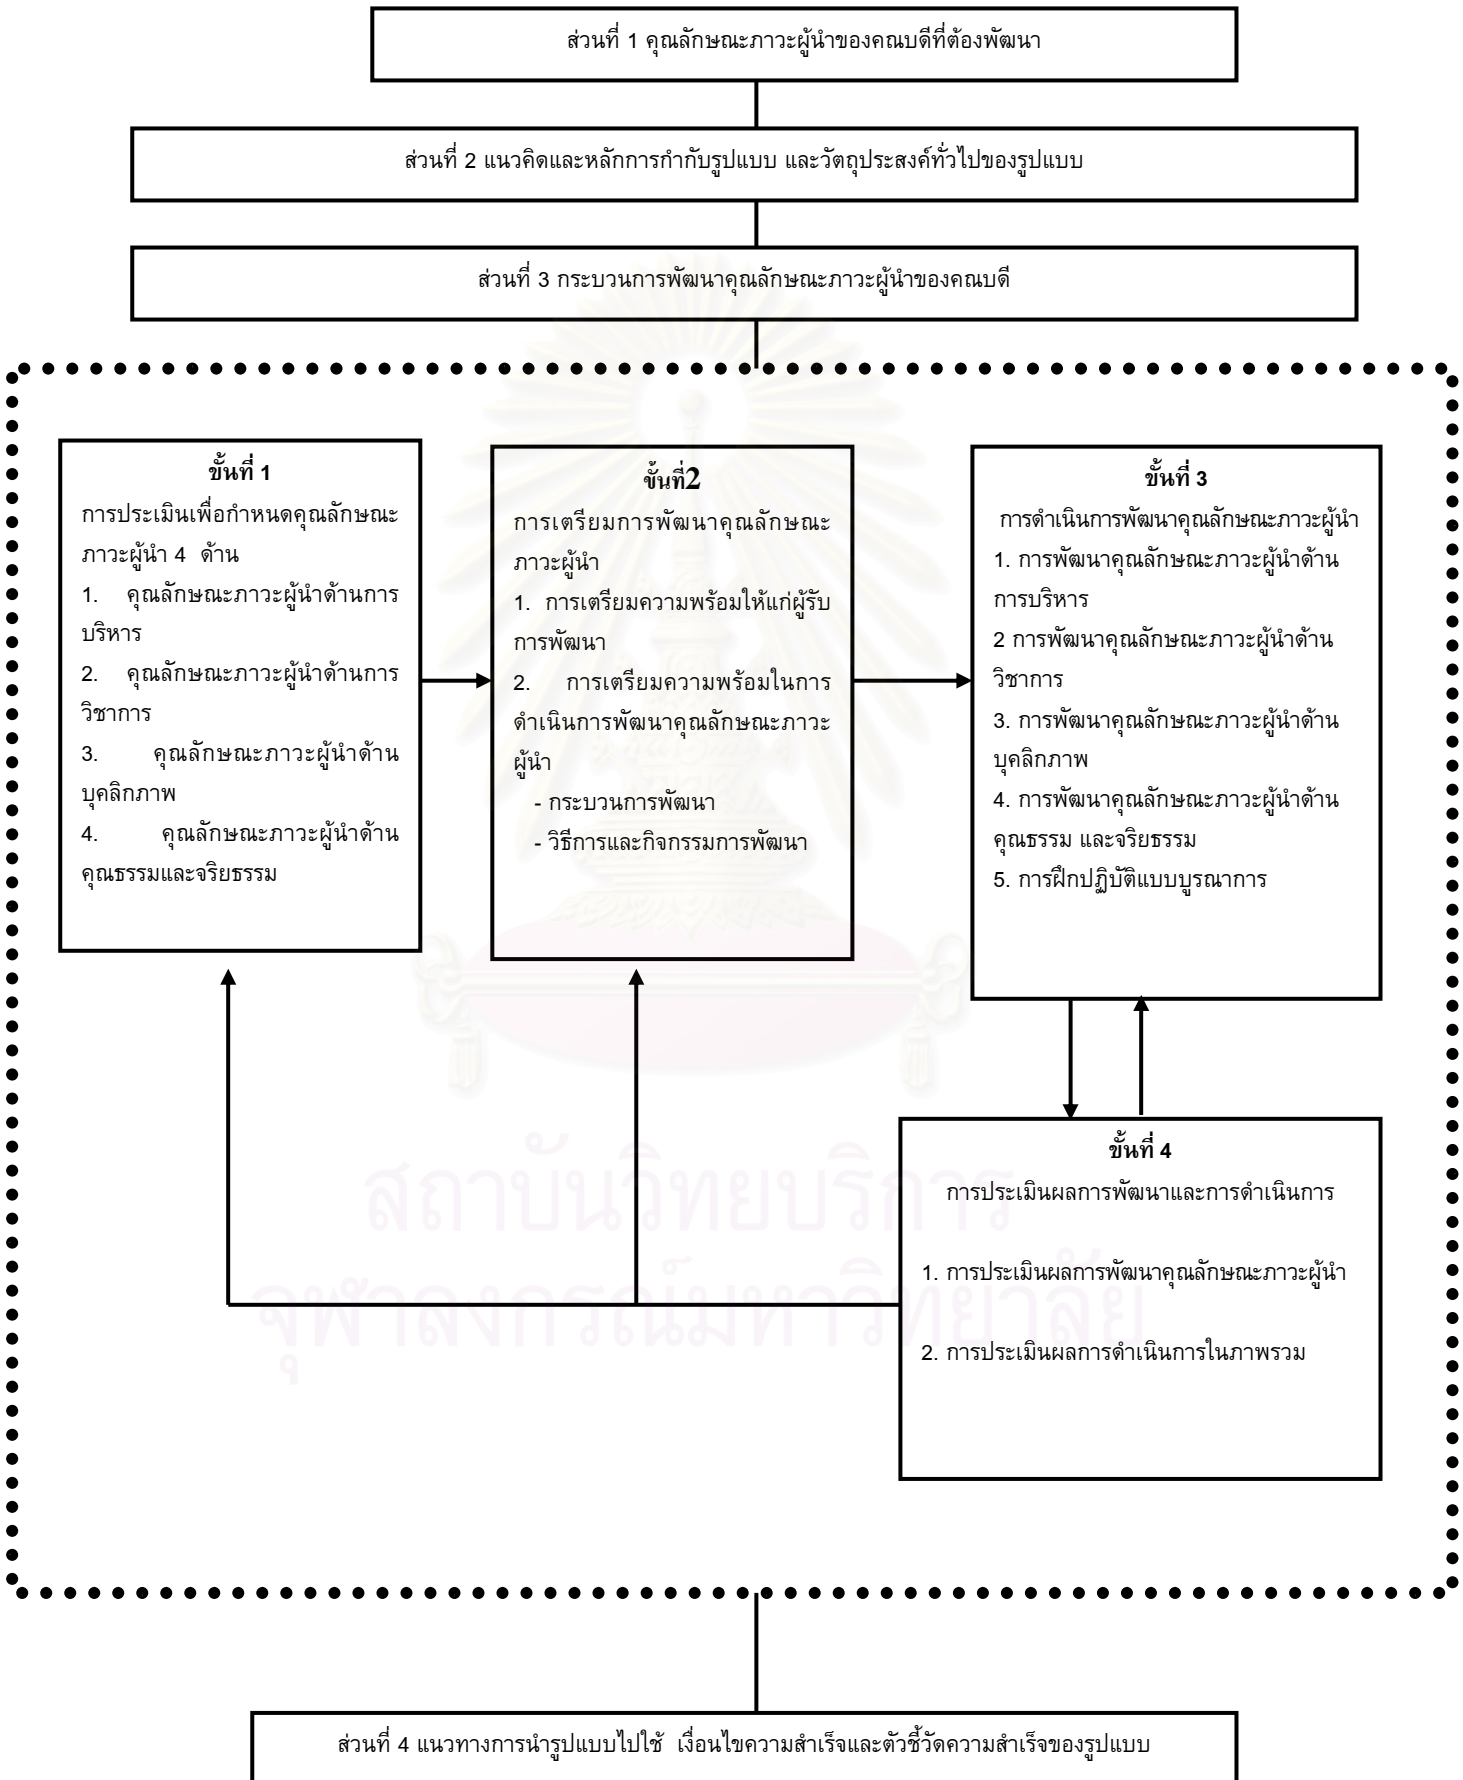 ส่วนที่ 1 คุณลักษณะภาวะผู้นำของคณบดีที่ต้องพัฒนา
ส่วนที่ 2 แนวคิดและหลักการกำกับรูปแบบ และวัตถุประสงค์ทั่วไปของรูปแบบ
ส่วนที่ 3 กระบวนการพัฒนาคุณลักษณะภาวะผู้นำของคณบดี
ขั้นที่ 1
การประเมินเพื่อกำหนดคุณลักษณะ
ภาวะผู้นำ 4 ด้าน
1. คุณลักษณะภาวะผู้นำด้านการ
บริหาร
2. คุณลักษณะภาวะผู้นำด้านการ
วิชาการ
3. คุณลักษณะภาวะผู้นำด้าน
บุคลิกภาพ
4. คุณลักษณะภาวะผู้นำด้าน
คุณธรรมและจริยธรรม
ขั้นที่2
การเตรียมการพัฒนาคุณลักษณะ
ภาวะผู้นำ
1. การเตรียมความพร้อมให้แก่ผู้รับ
การพัฒนา
2. การเตรียมความพร้อมในการ
ดำเนินการพัฒนาคุณลักษณะภาวะ
ผู้นำ
- กระบวนการพัฒนา
- วิธีการและกิจกรรมการพัฒนา
ขั้นที่ 3
การดำเนินการพัฒนาคุณลักษณะภาวะผู้นำ
1. การพัฒนาคุณลักษณะภาวะผู้นำด้าน
การบริหาร
2 การพัฒนาคุณลักษณะภาวะผู้นำด้าน
วิชาการ
3. การพัฒนาคุณลักษณะภาวะผู้นำด้าน
บุคลิกภาพ
4. การพัฒนาคุณลักษณะภาวะผู้นำด้าน
คุณธรรม และจริยธรรม
5. การฝึกปฏิบัติแบบบูรณาการ
ขั้นที่ 4
การประเมินผลการพัฒนาและการดำเนินการ
1. การประเมินผลการพัฒนาคุณลักษณะภาวะผู้นำ
2. การประเมินผลการดำเนินการในภาพรวม
สถาบันวิทยบริการ
จุฬาลงกรณ์มหาวิทยาลัย
ส่วนที่ 4 แนวทางการนำรูปแบบไปใช้ เงื่อนไขความสำเร็จและตัวชี้วัดความสำเร็จของรูปแบบ